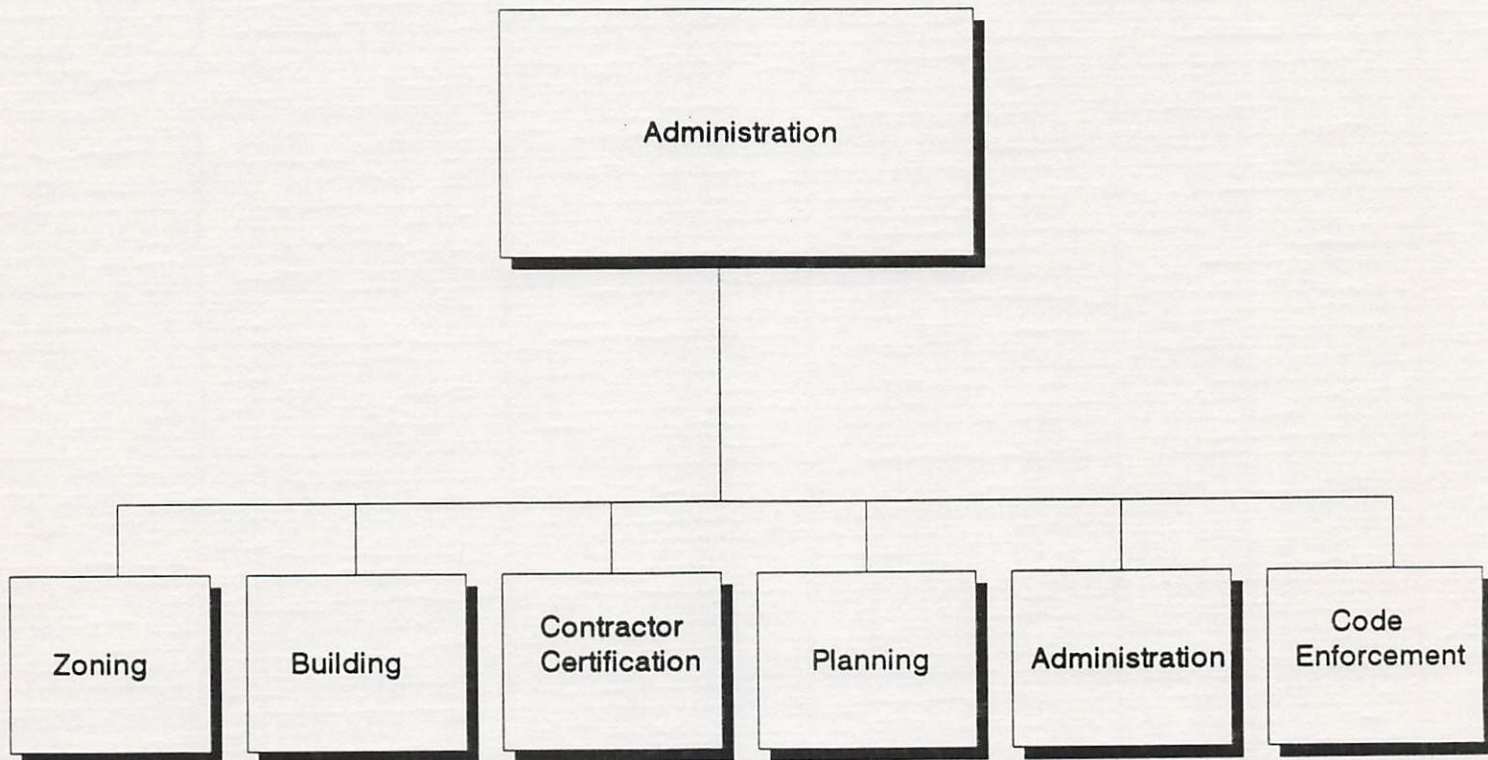 Administration
Zoning
Building
Contractor
Certification
Planning
Administration
Code
Enforcement